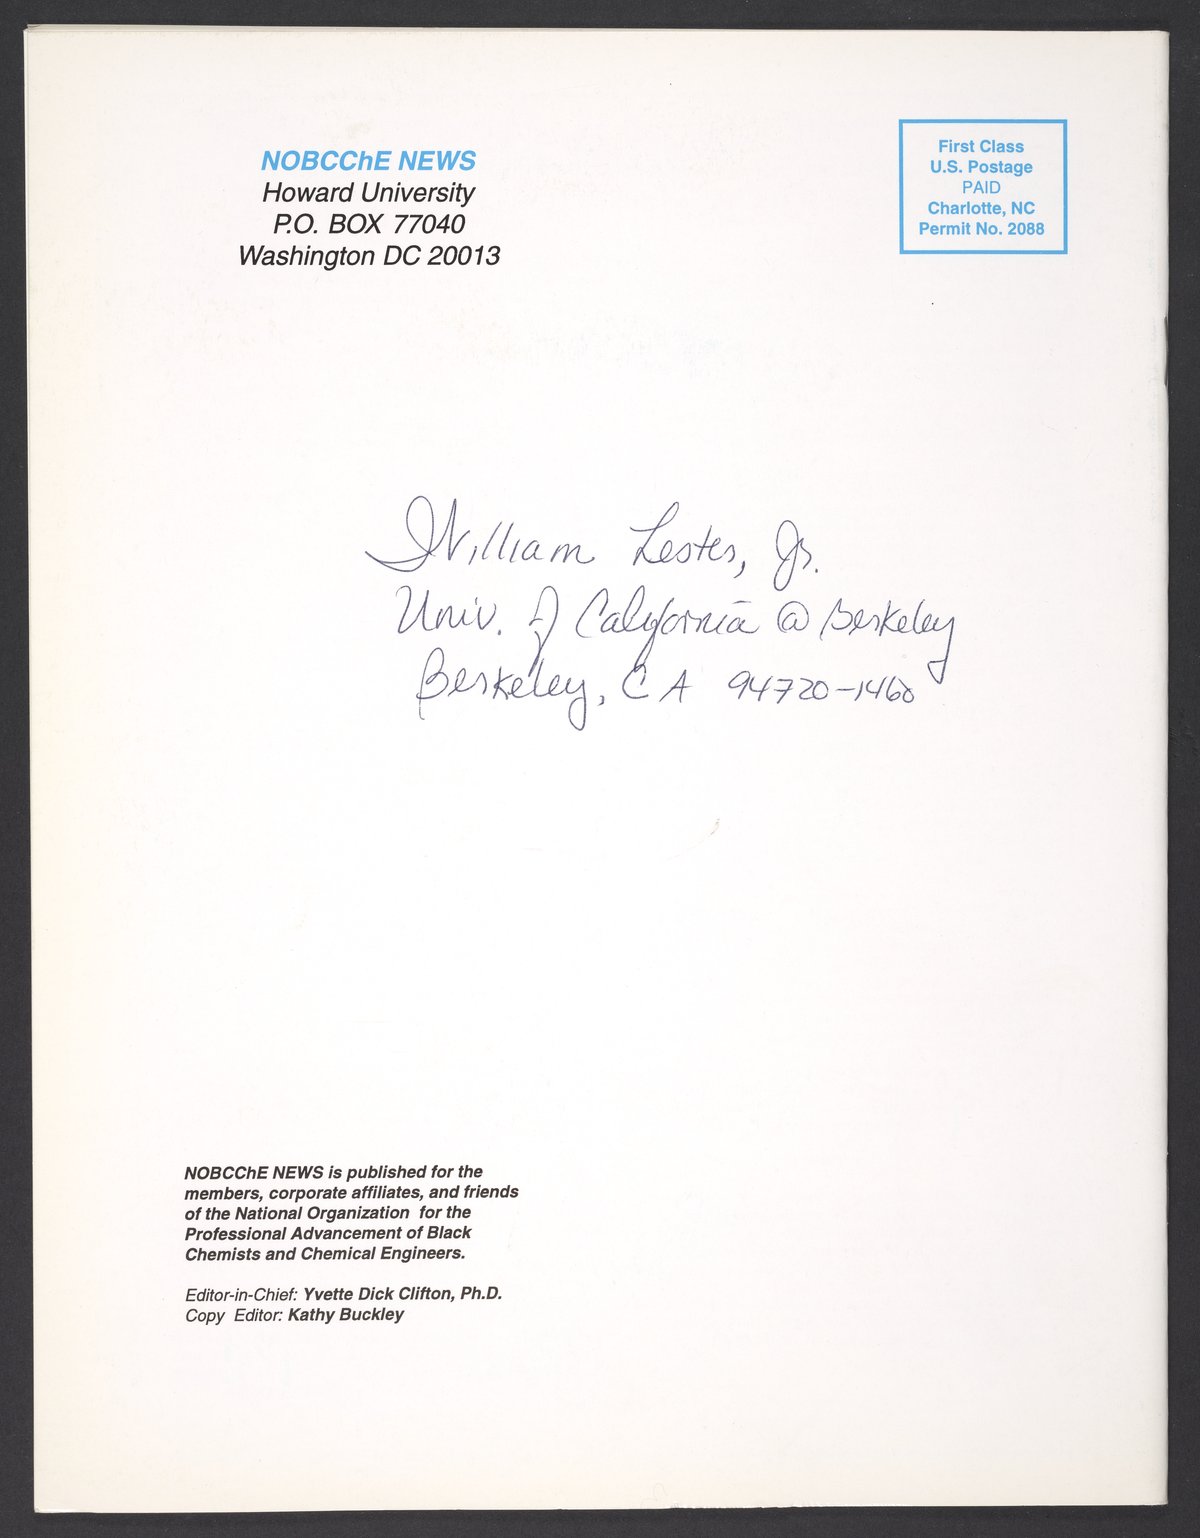 NOBCChE NEWS
Howard University
P.O. BOX 77040
Washington DC 20013
First Class
U.S. Postage
PAID
Charlotte, NC
Permit No. 2088
William Lester, Jr.
Univ. of California @ Berkeley
Berkeley, CA 94720-1460
NOBCChE NEWS is published for the
members, corporate affiliates, and friends
of the National Organization for the
Professional Advancement of Black
Chemists and Chemical Engineers.
Editor-in-Chief: Yvette Dick Clifton, Ph.D.
Copy Editor: Kathy Buckley